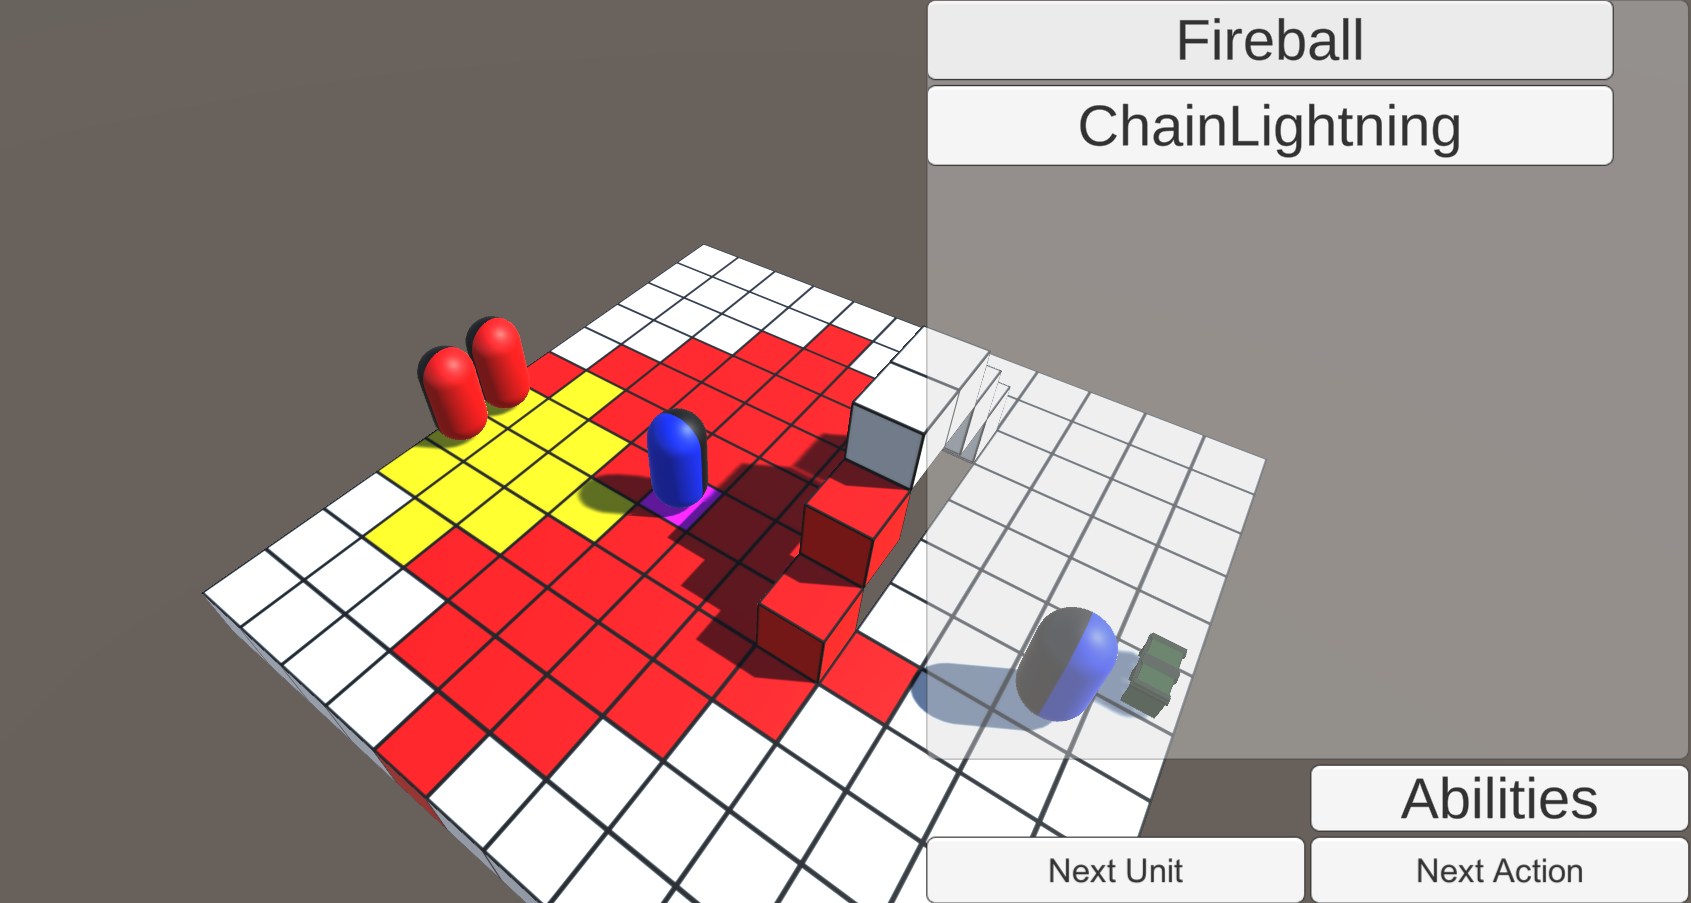 Fireball
ChainLightning
Abilities
Next Unit
Next Action